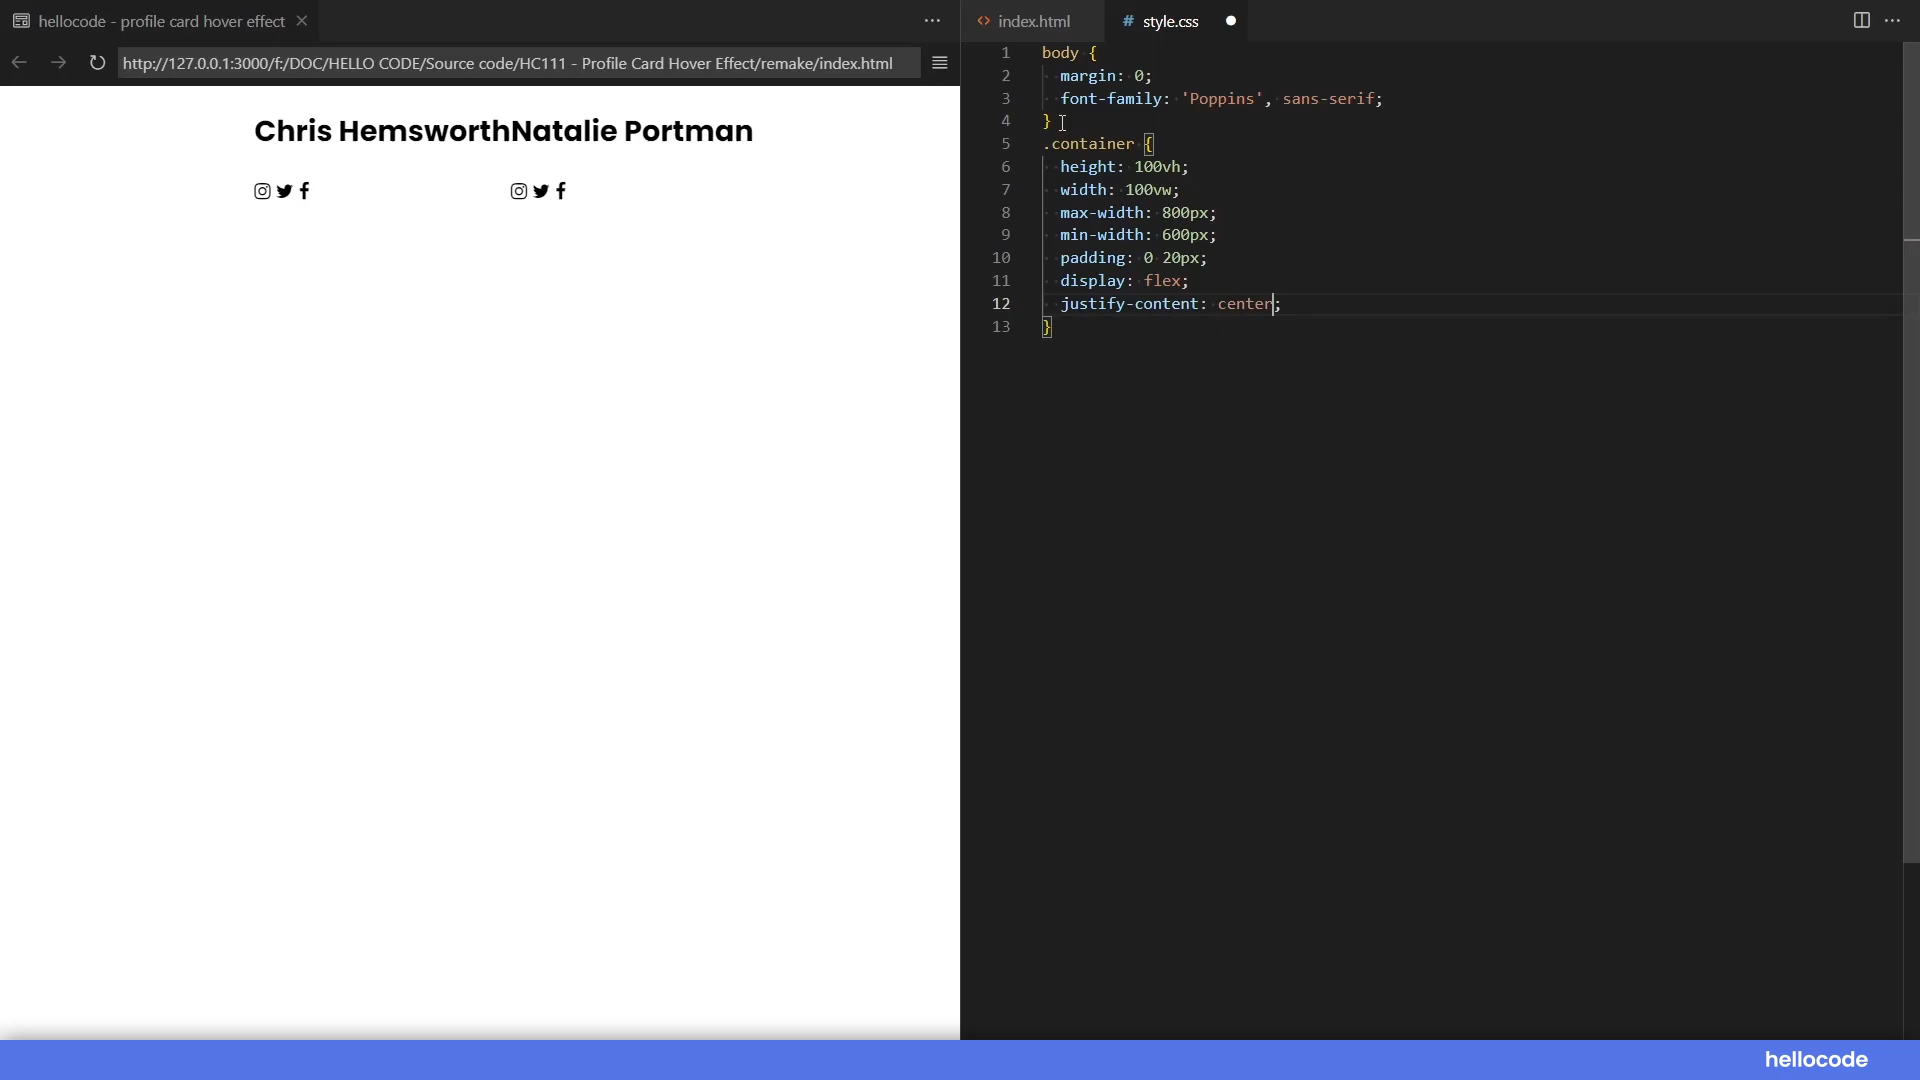 hellocode - profile card hover effect
http://127.0.0.1:3000/f:/DOC/HELLO CODE/Source code/HC111 - Profile Card Hover Effect/remake/index.html
Chris HemsworthNatalie Portman
index.html
# style.css
1 body {
2 margin: 0;
3 font-family: 'Poppins', sans-serif;
4 }
5 .container {
6 height: 100vh;
7 width: 100vw;
8 max-width: 800px;
9 min-width: 600px;
10 padding: 0 20px;
11 display: flex;
12 justify-content: center;
13 }
hellocode